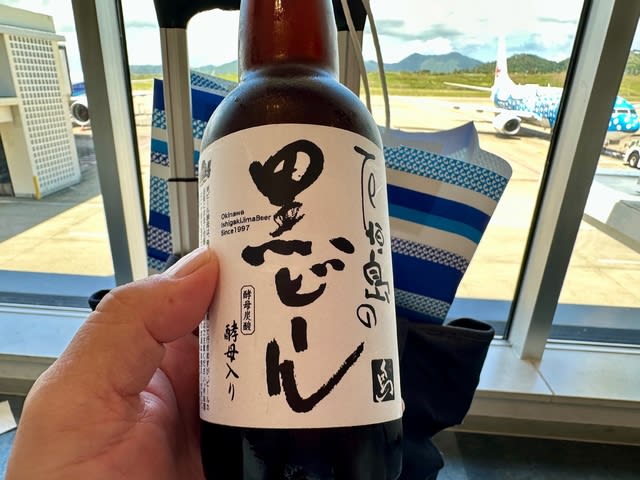 石垣島の
黒ビール
Okinawa
IshigakiJimaBeer
Since1997
酵母炭酸
酵母入り